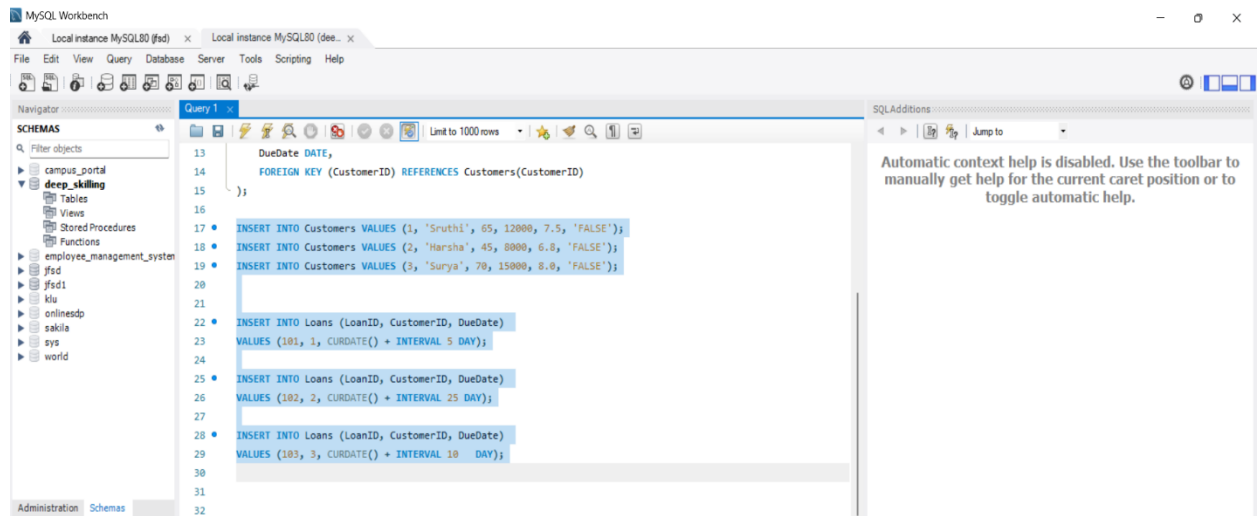 MySQL Workbench
Local instance MySQL80 (jfsd) × Local instance MySQL80 (dee... ×
File Edit View Query Database Server Tools Scripting Help
Navigator
SCHEMAS
Filter objects
campus_portal
deep_skilling
Tables
Views
Stored Procedures
Functions
employee_management_system
jfsd
jfsd1
klu
onlinesdp
sakila
sys
world
Administration Schemas
Query 1 ×
Limit to 1000 rows
13 DueDate DATE,
14 FOREIGN KEY (CustomerID) REFERENCES Customers(CustomerID)
15 );
16
17 INSERT INTO Customers VALUES (1, 'Sruthi', 65, 12000, 7.5, 'FALSE');
18 INSERT INTO Customers VALUES (2, 'Harsha', 45, 8000, 6.8, 'FALSE');
19 INSERT INTO Customers VALUES (3, 'Surya', 70, 15000, 8.0, 'FALSE');
20
21
22 INSERT INTO Loans (LoanID, CustomerID, DueDate)
23 VALUES (101, 1, CURDATE() + INTERVAL 5 DAY);
24
25 INSERT INTO Loans (LoanID, CustomerID, DueDate)
26 VALUES (102, 2, CURDATE() + INTERVAL 25 DAY);
27
28 INSERT INTO Loans (LoanID, CustomerID, DueDate)
29 VALUES (103, 3, CURDATE() + INTERVAL 10 DAY);
30
31
32
SQLAdditions
Jump to
Automatic context help is disabled. Use the toolbar to
manually get help for the current caret position or to
toggle automatic help.